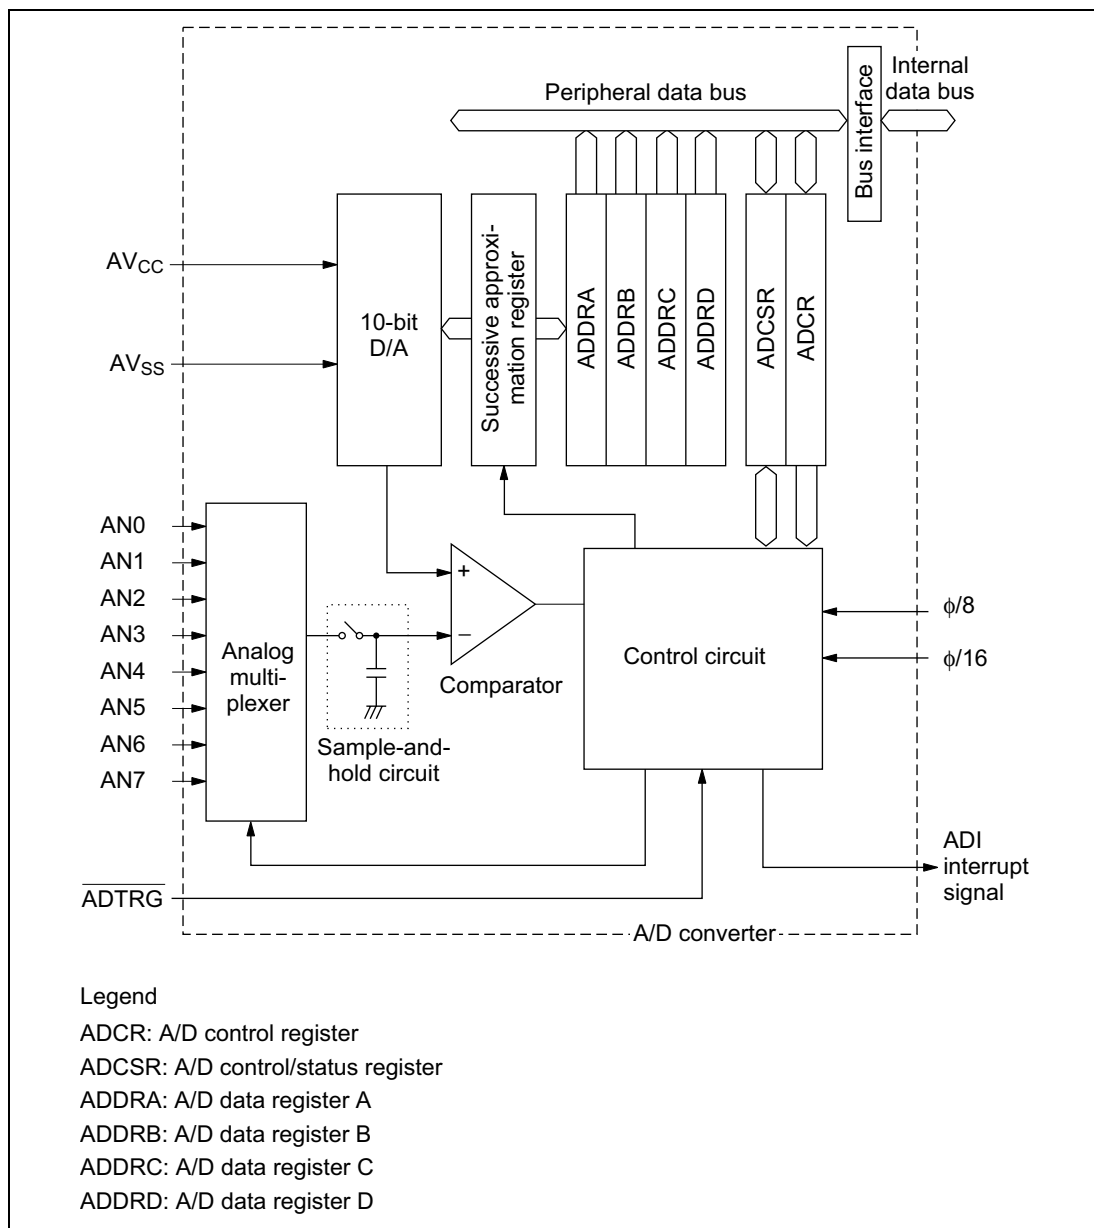 Peripheral data bus
Bus interface
Internal
data bus
AVCC
AVSS
10-bit
D/A
Successive approxi-
mation register
ADDRA
ADDRB
ADDRC
ADDRD
ADCSR
ADCR
AN0
AN1
AN2
AN3
AN4
AN5
AN6
AN7
Analog
multi-
plexer
+
−
Comparator
Sample-and-
hold circuit
Control circuit
ϕ/8
ϕ/16
ADI
interrupt
signal
ADTRG
A/D converter
Legend
ADCR: A/D control register
ADCSR: A/D control/status register
ADDRA: A/D data register A
ADDRB: A/D data register B
ADDRC: A/D data register C
ADDRD: A/D data register D